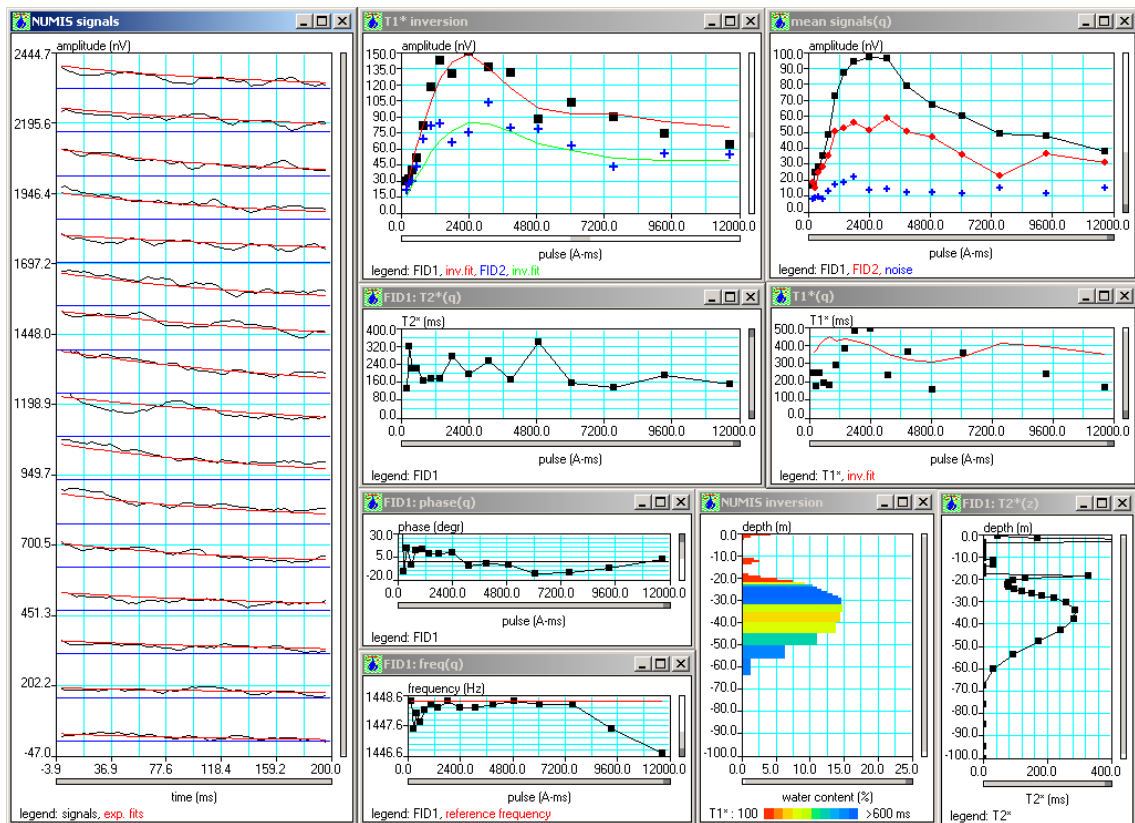 NUMIS signals
amplitude (nV)
2444.7
2195.6
1946.4
1697.2
1448.0
1198.9
949.7
700.5
451.3
202.2
-47.0
-3.9 36.9 77.6 118.4 159.2 200.0
time (ms)
legend: signals, exp. fits
T1* inversion
amplitude (nV)
150.0
135.0
120.0
105.0
90.0
75.0
60.0
45.0
30.0
15.0
0.0
0.0 2400.0 4800.0 7200.0 9600.0 12000.0
pulse (A-ms)
legend: FID1, inv.fit, FID2, inv.fit
mean signals(q)
amplitude (nV)
100.0
90.0
80.0
70.0
60.0
50.0
40.0
30.0
20.0
10.0
0.0
0.0 2400.0 4800.0 7200.0 9600.0 12000.0
pulse (A-ms)
legend: FID1, FID2, noise
FID1: T2*(q)
T2* (ms)
400.0
320.0
240.0
160.0
80.0
0.0
0.0 2400.0 4800.0 7200.0 9600.0 12000.0
pulse (A-ms)
legend: FID1
T1*(q)
T1* (ms)
500.0
400.0
300.0
200.0
100.0
0.0
0.0 2400.0 4800.0 7200.0 9600.0 12000.0
pulse (A-ms)
legend: T1*, inv.fit
FID1: phase(q)
phase (degr)
30.0
5.0
-20.0
0.0 2400.0 4800.0 7200.0 9600.0 12000.0
pulse (A-ms)
legend: FID1
FID1: freq(q)
frequency (Hz)
1448.6
1447.6
1446.6
0.0 2400.0 4800.0 7200.0 9600.0 12000.0
pulse (A-ms)
legend: FID1, reference frequency
NUMIS inversion
depth (m)
0.0
-10.0
-20.0
-30.0
-40.0
-50.0
-60.0
-70.0
-80.0
-90.0
-100.0
0.0 5.0 10.0 15.0 20.0 25.0
water content (%)
T1* : 100 >600 ms
FID1: T2*(z)
depth (m)
0.0
-10.0
-20.0
-30.0
-40.0
-50.0
-60.0
-70.0
-80.0
-90.0
-100.0
0.0 200.0 400.0
T2* (ms)
legend: T2*